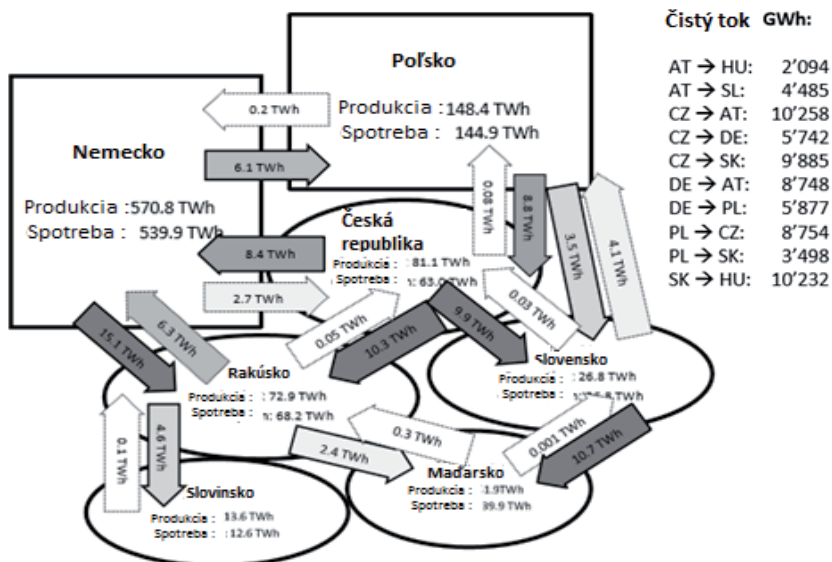 Čistý tok GWh:
AT → HU: 2’094
AT → SL: 4’485
CZ → AT: 10’258
CZ → DE: 5’742
CZ → SK: 9’885
DE → AT: 8’748
DE → PL: 5’877
PL → CZ: 8’754
PL → SK: 3’498
SK → HU: 10’232
Poľsko
Produkcia : 148.4 TWh
Spotreba : 144.9 TWh
0.2 TWh
6.1 TWh
Nemecko
Produkcia :570.8 TWh
Spotreba : 539.9 TWh
8.4 TWh
2.7 TWh
Česká
republika
Produkcia : 81.1 TWh
Spotreba
0.08 TWh
8.8 TWh
3.5 TWh
4.1 TWh
15.1 TWh
6.3 TWh
0.05 TWh
10.3 TWh
9.9 TWh
0.03 TWh
Rakúsko
Produkcia : 72.9 TWh
Spotreba : 68.2 TWh
Slovensko
Produkcia : 26.8 TWh
Spotreba :
0.1 TWh
4.6 TWh
2.4 TWh
0.3 TWh
0.001 TWh
10.7 TWh
Slovinsko
Produkcia : 13.6 TWh
Spotreba : 12.6 TWh
Maďarsko
Produkcia :
Spotreba : 39.9 TWh